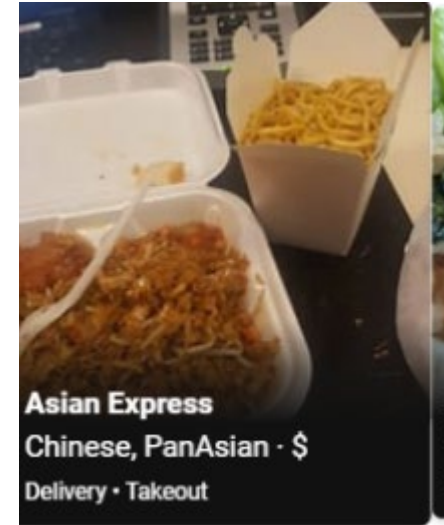 Asian Express
Chinese, PanAsian · $
Delivery • Takeout